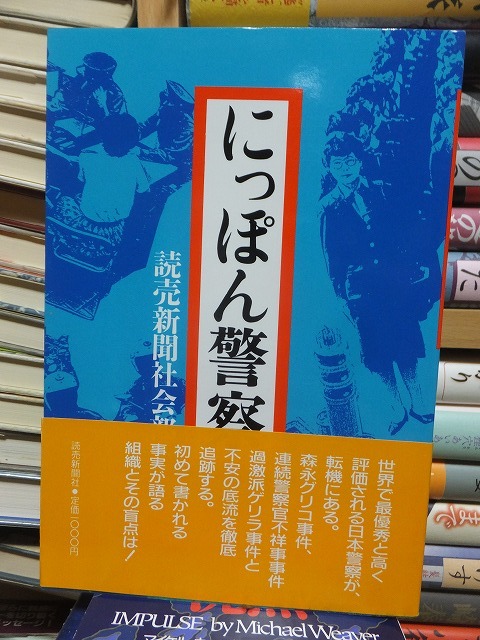 にっぽん警察
読売新聞社会部
世界で最優秀と高く
評価される日本警察が、
転機にある。
森永グリコ事件、
連続警察官不祥事事件
過激派ゲリラ事件と
不安の底流を徹底
追跡する。
初めて書かれる
事実が語る
組織とその盲点は!
読売新聞社●定価一〇〇〇円
IMPULSE by Michael Weaver